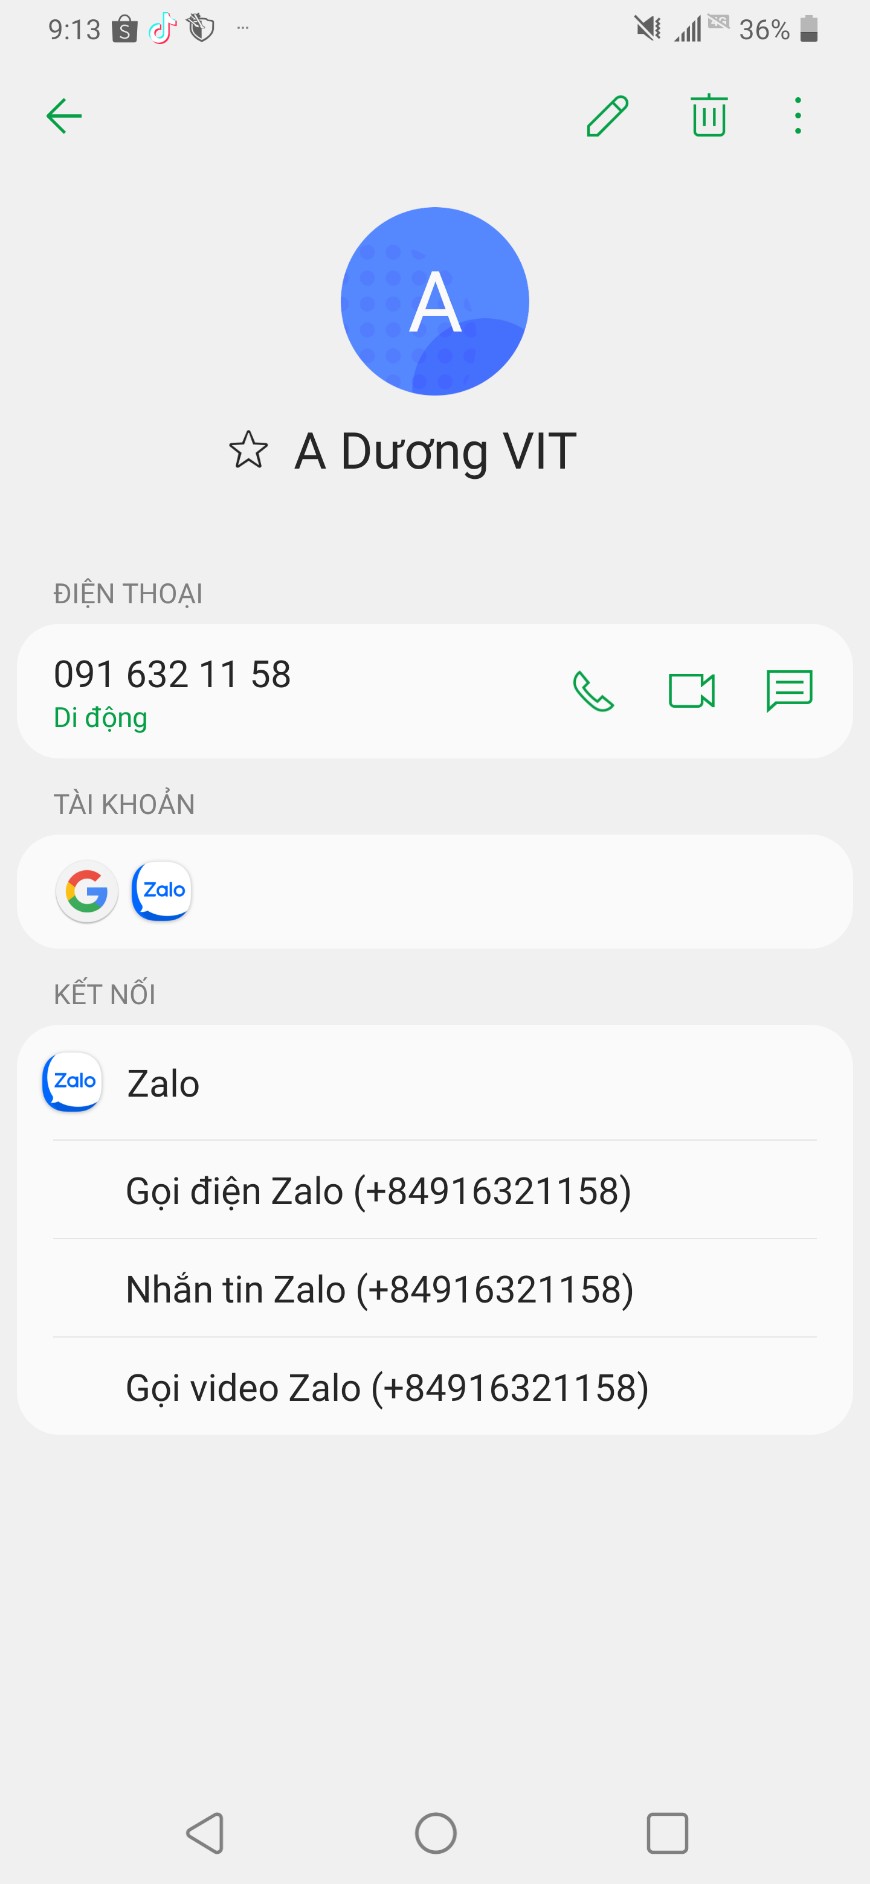 9:13
36%
A
A Dương VIT
ĐIỆN THOẠI
091 632 11 58
Di động
TÀI KHOẢN
Zalo
KẾT NỐI
Zalo Zalo
Gọi điện Zalo (+84916321158)
Nhắn tin Zalo (+84916321158)
Gọi video Zalo (+84916321158)